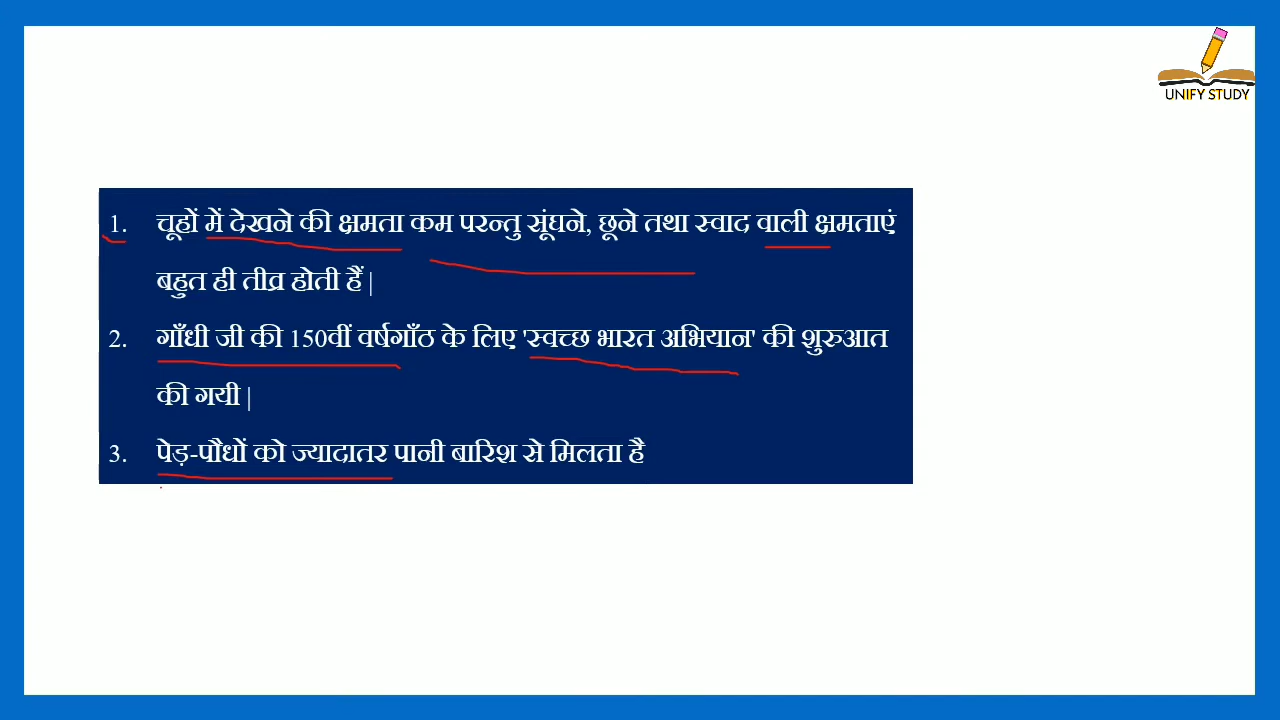 UNIFY STUDY
1. चूहों में देखने की क्षमता कम परन्तु सूंघने, छूने तथा स्वाद वाली क्षमताएं
बहुत ही तीव्र होती हैं |
2. गाँधी जी की 150वीं वर्षगाँठ के लिए 'स्वच्छ भारत अभियान' की शुरुआत
की गयी |
3. पेड़-पौधों को ज्यादातर पानी बारिश से मिलता है